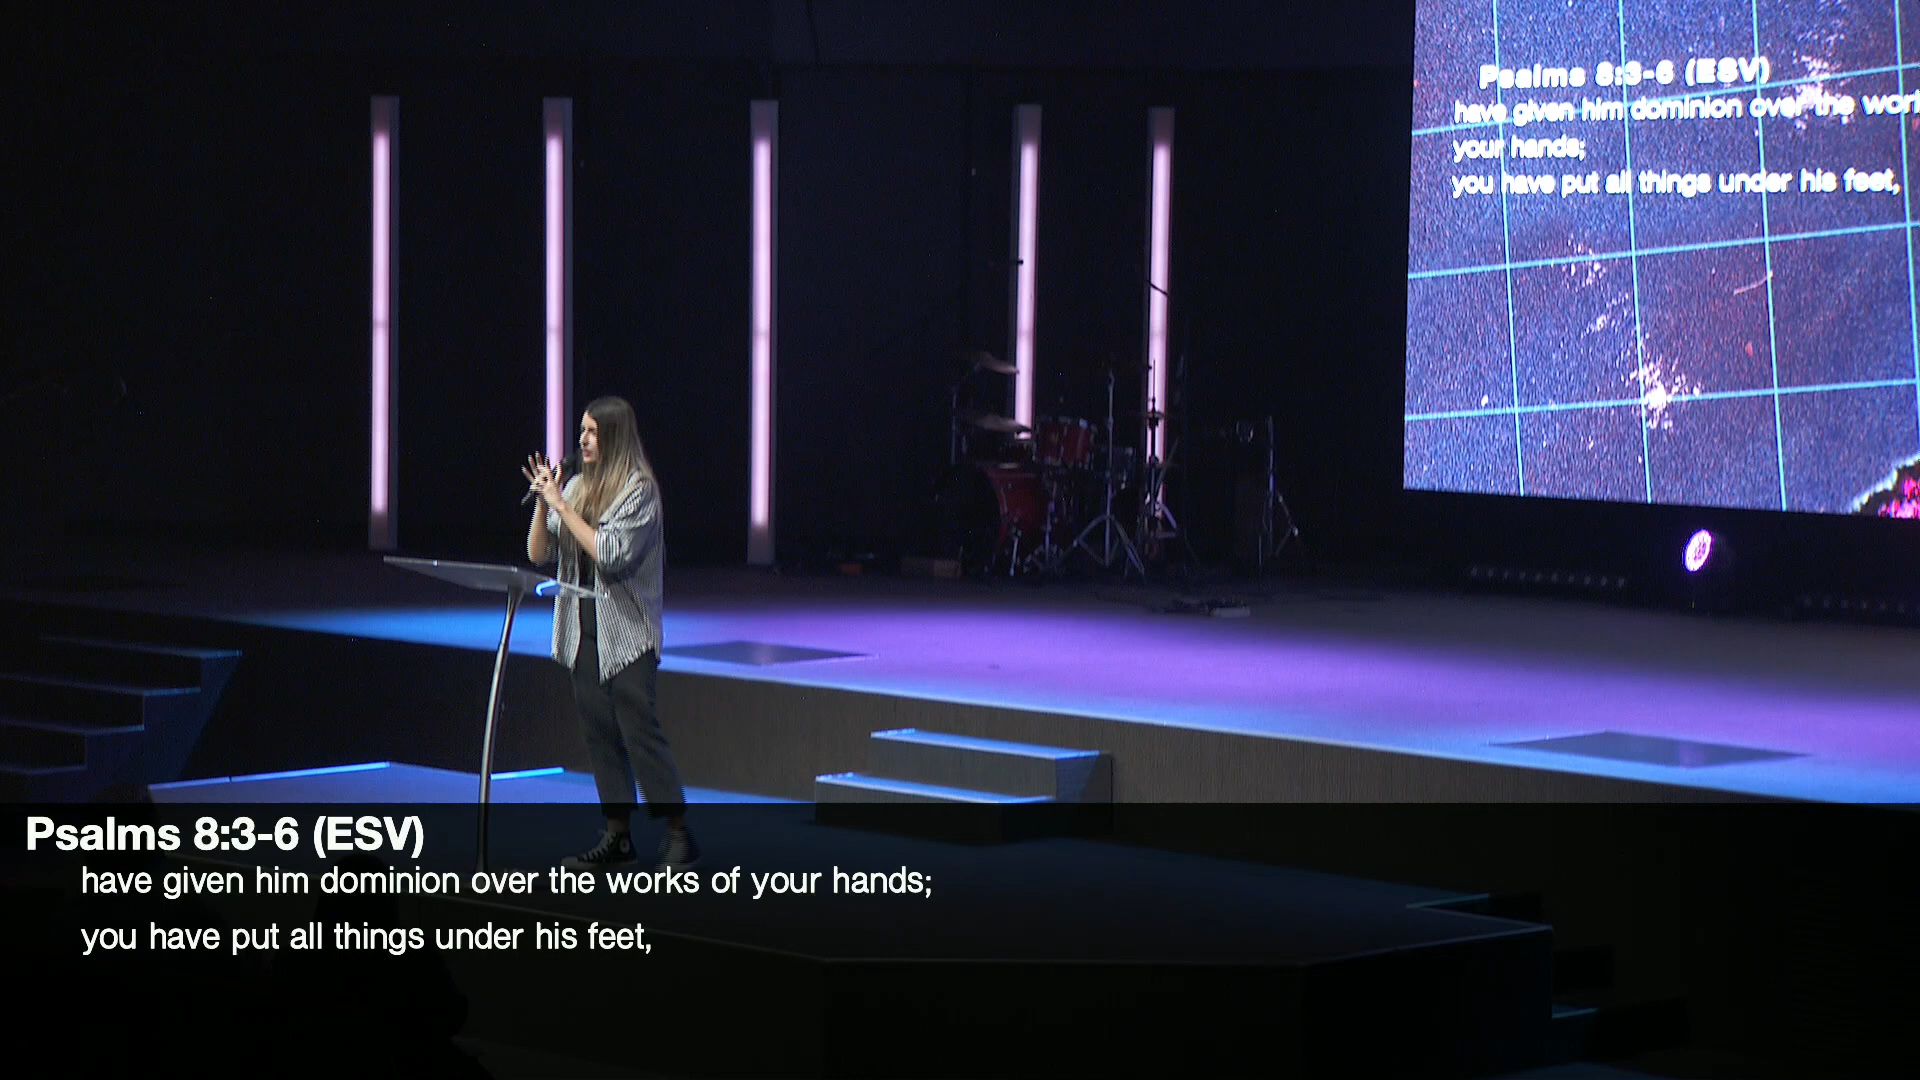 Psalms 8:3-6 (ESV)
have given him dominion over the
your hands;
you have put all things under his feet,
Psalms 8:3-6 (ESV)
have given him dominion over the works of your hands;
you have put all things under his feet,